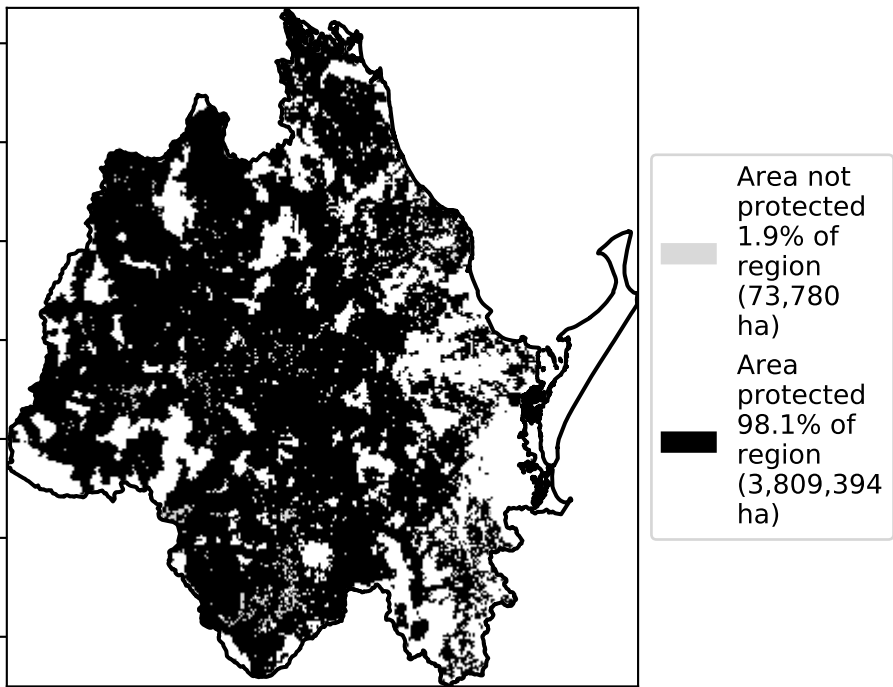 Area not
protected
1.9% of
region
(73,780
ha)
Area
protected
98.1% of
region
(3,809,394
ha)